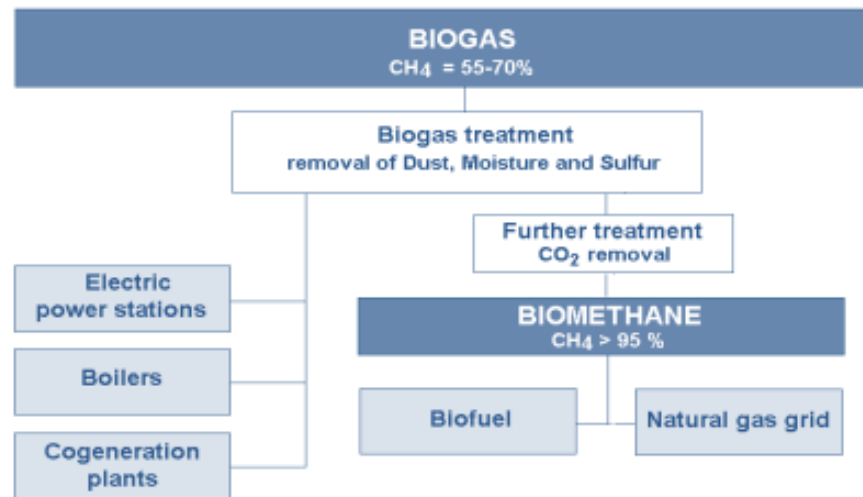 BIOGAS
CH₄ = 55-70%
Biogas treatment
removal of Dust, Moisture and Sulfur
Further treatment
CO₂ removal
Electric
power stations
BIOMETHANE
CH₄ > 95 %
Boilers
Biofuel
Natural gas grid
Cogeneration
plants